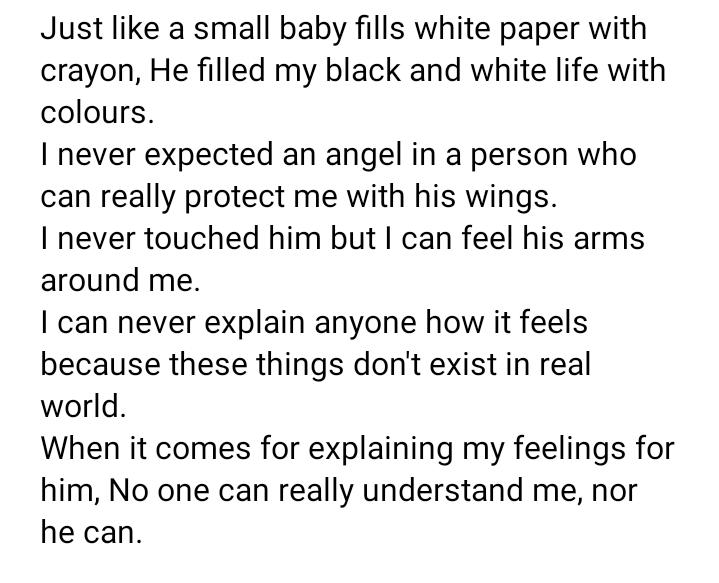 Just like a small baby fills white paper with
crayon, He filled my black and white life with
colours.
I never expected an angel in a person who
can really protect me with his wings.
I never touched him but I can feel his arms
around me.
I can never explain anyone how it feels
because these things don't exist in real
world.
When it comes for explaining my feelings for
him, No one can really understand me, nor
he can.